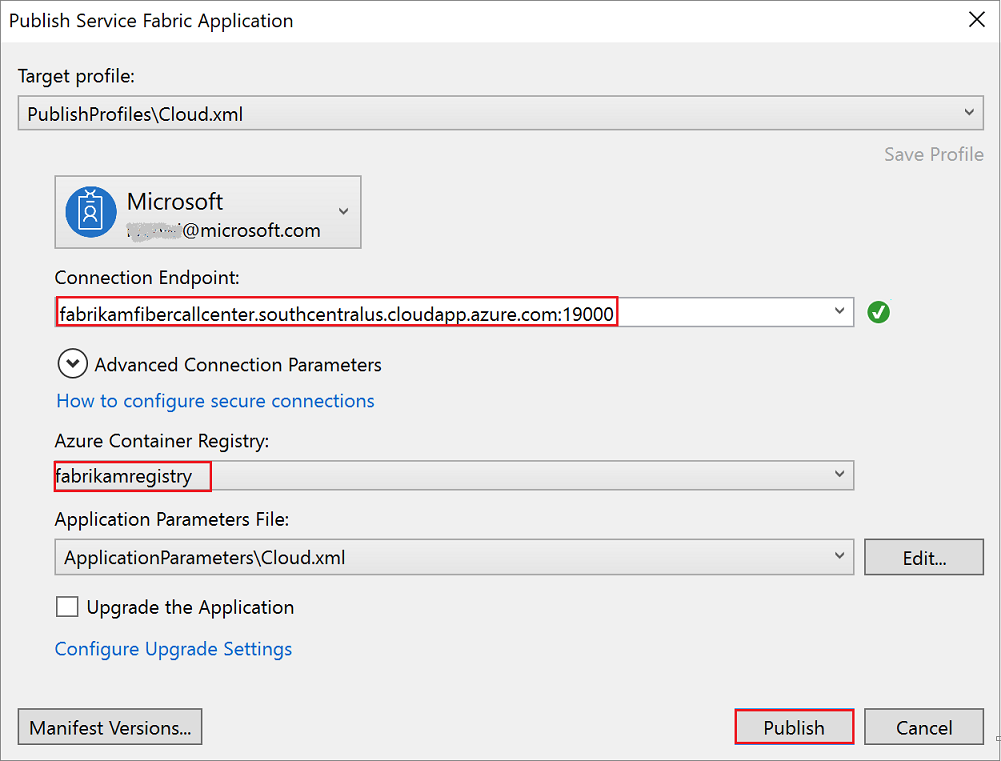 Publish Service Fabric Application
Target profile:
PublishProfiles\Cloud.xml
Save Profile
Microsoft
@microsoft.com
Connection Endpoint:
fabrikamfibercallcenter.southcentralus.cloudapp.azure.com:19000
Advanced Connection Parameters
How to configure secure connections
Azure Container Registry:
fabrikamregistry
Application Parameters File:
ApplicationParameters\Cloud.xml
Edit...
Upgrade the Application
Configure Upgrade Settings
Manifest Versions...
Publish
Cancel